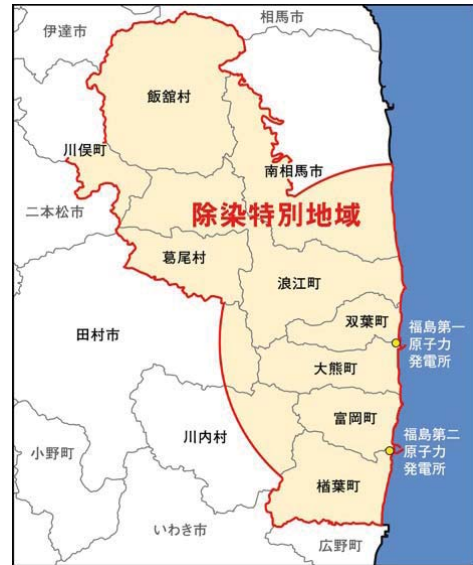 相馬市
伊達市
飯舘村
川俣町
南相馬市
二本松市
除染特別地域
葛尾村
浪江町
双葉町
福島第一
原子力
発電所
田村市
大熊町
富岡町
川内村
福島第二
原子力
発電所
小野町
楢葉町
いわき市
広野町